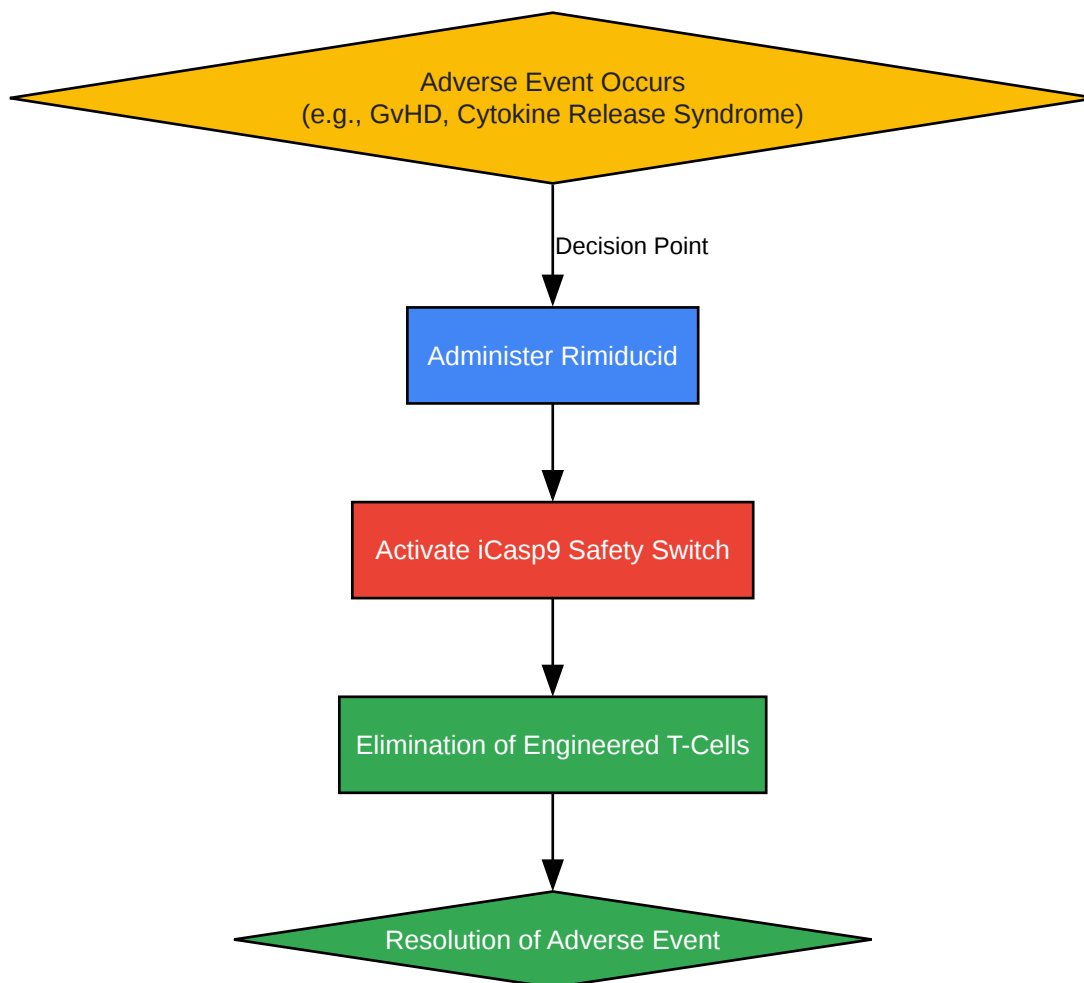 Adverse Event Occurs
(e.g., GvHD, Cytokine Release Syndrome)
Decision Point
Administer Rimiducid
Activate iCasp9 Safety Switch
Elimination of Engineered T-Cells
Resolution of Adverse Event